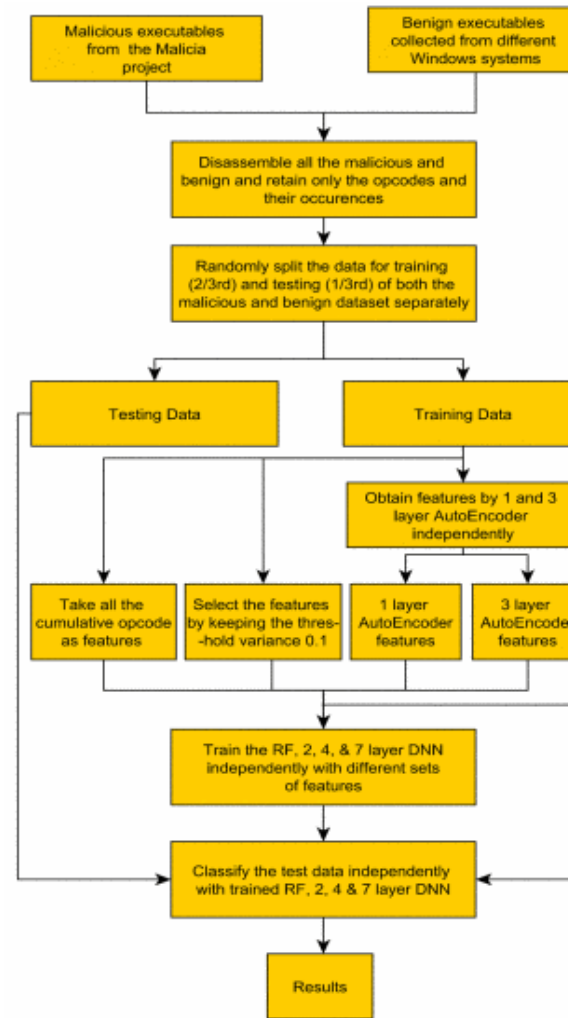 Malicious executables
from the Malicia
project
Benign executables
collected from different
Windows systems
Disassemble all the malicious and
benign and retain only the opcodes and
their occurences
Randomly split the data for training
(2/3rd) and testing (1/3rd) of both the
malicious and benign dataset separately
Testing Data
Training Data
Obtain features by 1 and 3
layer AutoEncoder
independently
Take all the
cumulative opcode
as features
Select the features
by keeping the thres-
-hold variance 0.1
1 layer
AutoEncoder
features
3 layer
AutoEncoder
features
Train the RF, 2, 4, & 7 layer DNN
independently with different sets
of features
Classify the test data independently
with trained RF, 2, 4 & 7 layer DNN
Results